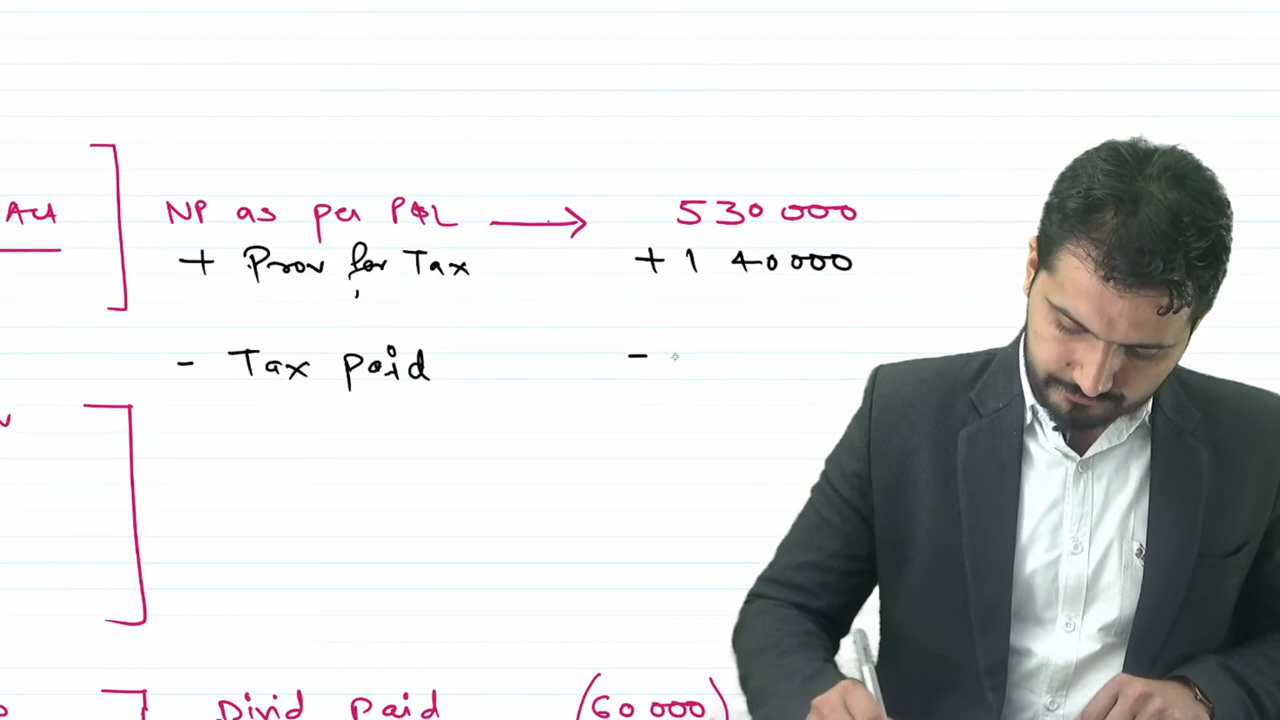 Act
NP as per P&L → 530000
+ Prov for Tax + 140000
- Tax paid -
Divid paid (60000)